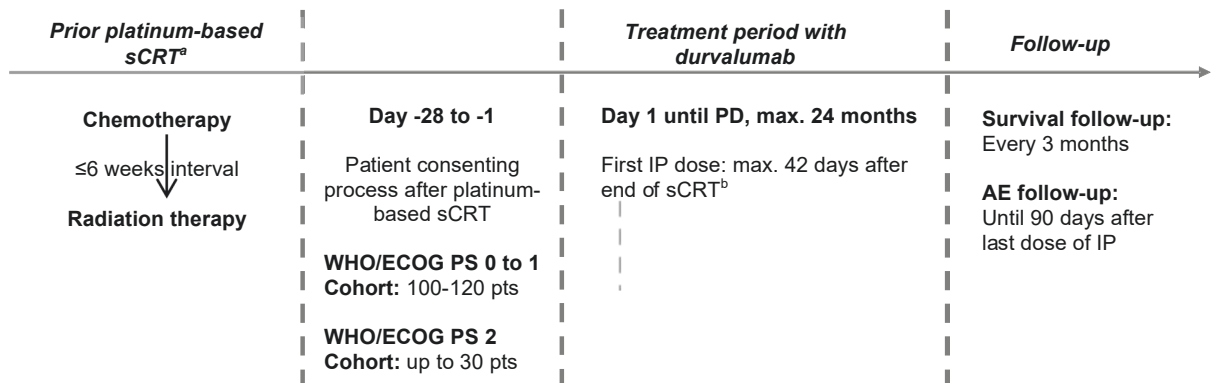 Prior platinum-based
sCRTa
Treatment period with
durvalumab
Follow-up
Chemotherapy
≤6 weeks interval
Radiation therapy
Day -28 to -1
Patient consenting
process after platinum-
based sCRT
WHO/ECOG PS 0 to 1
Cohort: 100-120 pts
WHO/ECOG PS 2
Cohort: up to 30 pts
Day 1 until PD, max. 24 months
First IP dose: max. 42 days after
end of sCRTb
Survival follow-up:
Every 3 months
AE follow-up:
Until 90 days after
last dose of IP